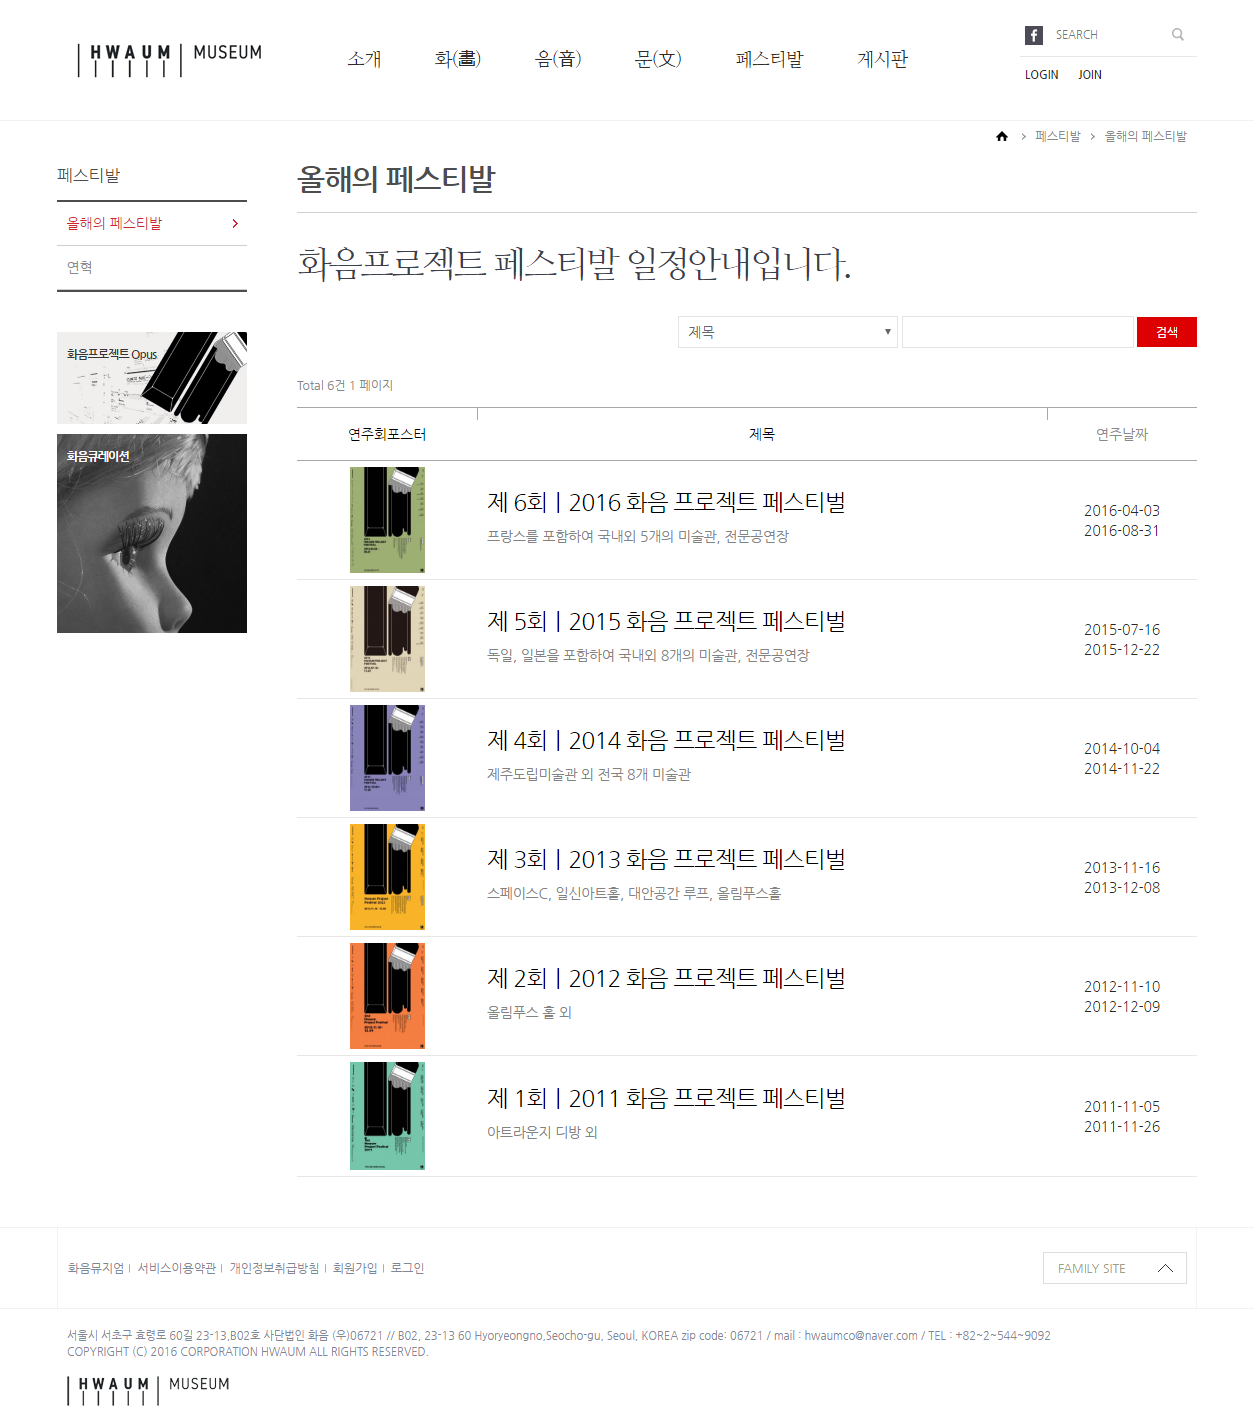 HWAUM MUSEUM
소개 화(畵) 음(音) 문(文) 페스티발 게시판
SEARCH
LOGIN JOIN
페스티발 올해의 페스티발
페스티발
올해의 페스티발
연혁
화음프로젝트 Opus
화음큐레이션
올해의 페스티발
화음프로젝트 페스티발 일정안내입니다.
제목 검색
Total 6건 1 페이지
연주회포스터 제목 연주날짜
제 6회 | 2016 화음 프로젝트 페스티벌
프랑스를 포함하여 국내외 5개의 미술관, 전문공연장
2016-04-03
2016-08-31
제 5회 | 2015 화음 프로젝트 페스티벌
독일, 일본을 포함하여 국내외 8개의 미술관, 전문공연장
2015-07-16
2015-12-22
제 4회 | 2014 화음 프로젝트 페스티벌
제주도립미술관 외 전국 8개 미술관
2014-10-04
2014-11-22
제 3회 | 2013 화음 프로젝트 페스티벌
스페이스C, 일신아트홀, 대안공간 루프, 올림푸스홀
2013-11-16
2013-12-08
제 2회 | 2012 화음 프로젝트 페스티벌
올림푸스 홀 외
2012-11-10
2012-12-09
제 1회 | 2011 화음 프로젝트 페스티벌
아트라운지 디방 외
2011-11-05
2011-11-26
화음뮤지엄 | 서비스이용약관 | 개인정보취급방침 | 회원가입 | 로그인
FAMILY SITE
서울시 서초구 효령로 60길 23-13,B02호 사단법인 화음 (우)06721 // B02, 23-13 60 Hyoryeongno,Seocho-gu, Seoul, KOREA zip code: 06721 / mail : hwaumco@naver.com / TEL : +82~2~544~9092
COPYRIGHT (C) 2016 CORPORATION HWAUM ALL RIGHTS RESERVED.
HWAUM MUSEUM